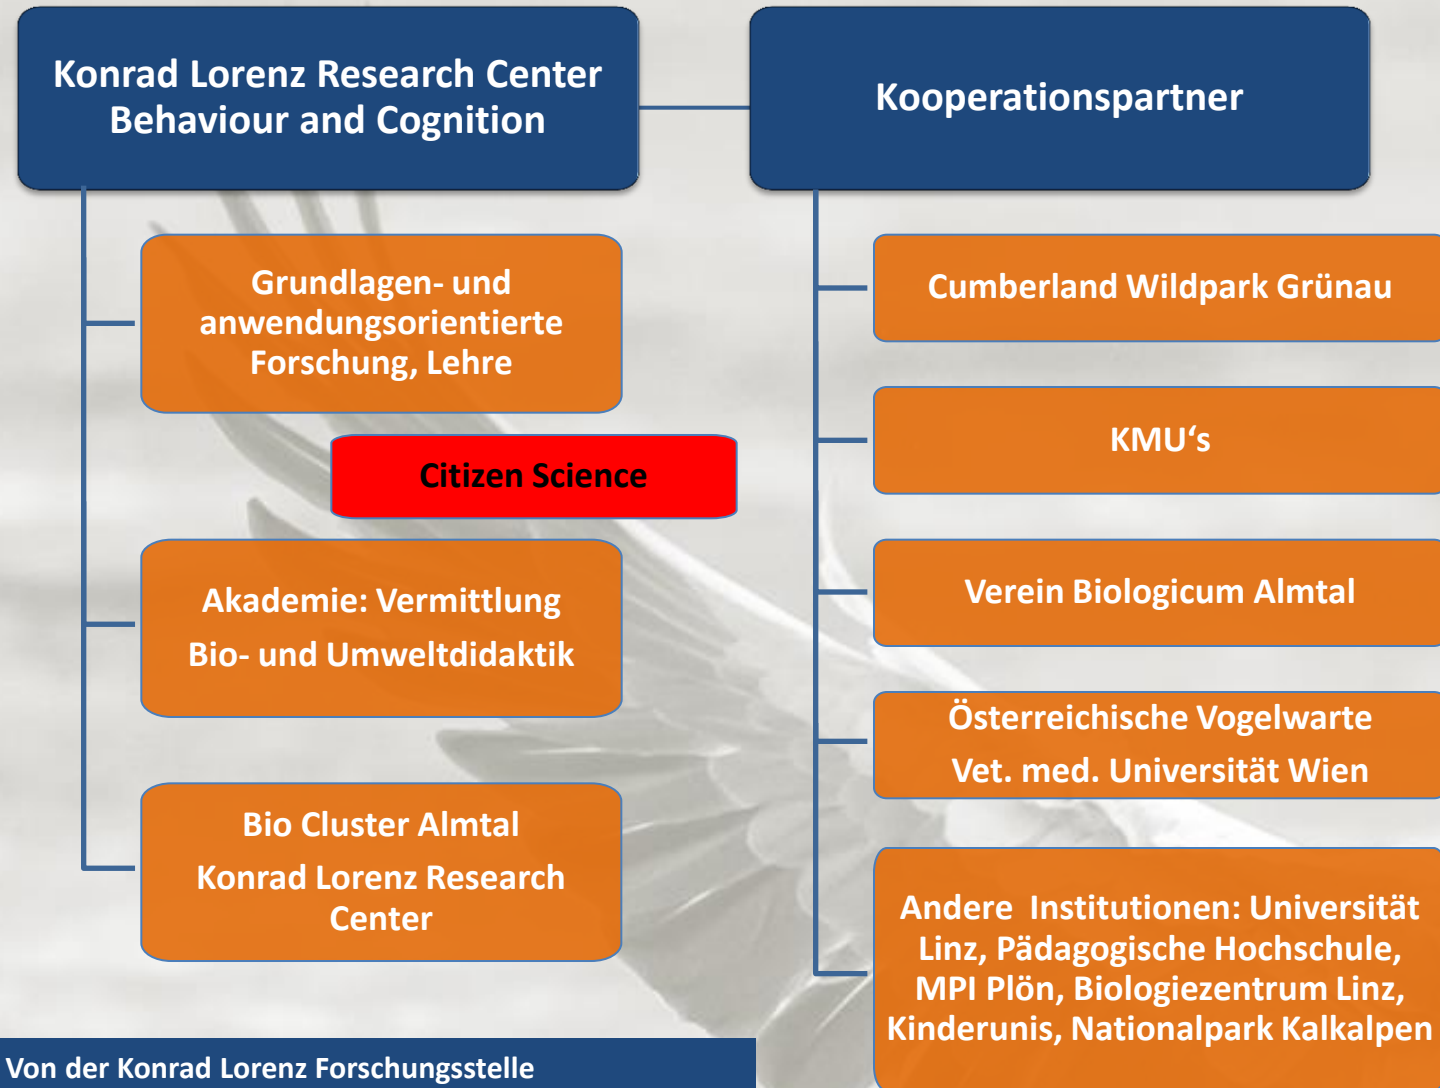 Konrad Lorenz Research Center
Behaviour and Cognition
Grundlagen- und
anwendungsorientierte
Forschung, Lehre
Citizen Science
Akademie: Vermittlung
Bio- und Umweltdidaktik
Bio Cluster Almtal
Konrad Lorenz Research
Center
Kooperationspartner
Cumberland Wildpark Grünau
KMU‘s
Verein Biologicum Almtal
Österreichische Vogelwarte
Vet. med. Universität Wien
Andere  Institutionen: Universität
Linz, Pädagogische Hochschule,
MPI Plön, Biologiezentrum Linz,
Kinderunis, Nationalpark Kalkalpen
Von der Konrad Lorenz Forschungsstelle